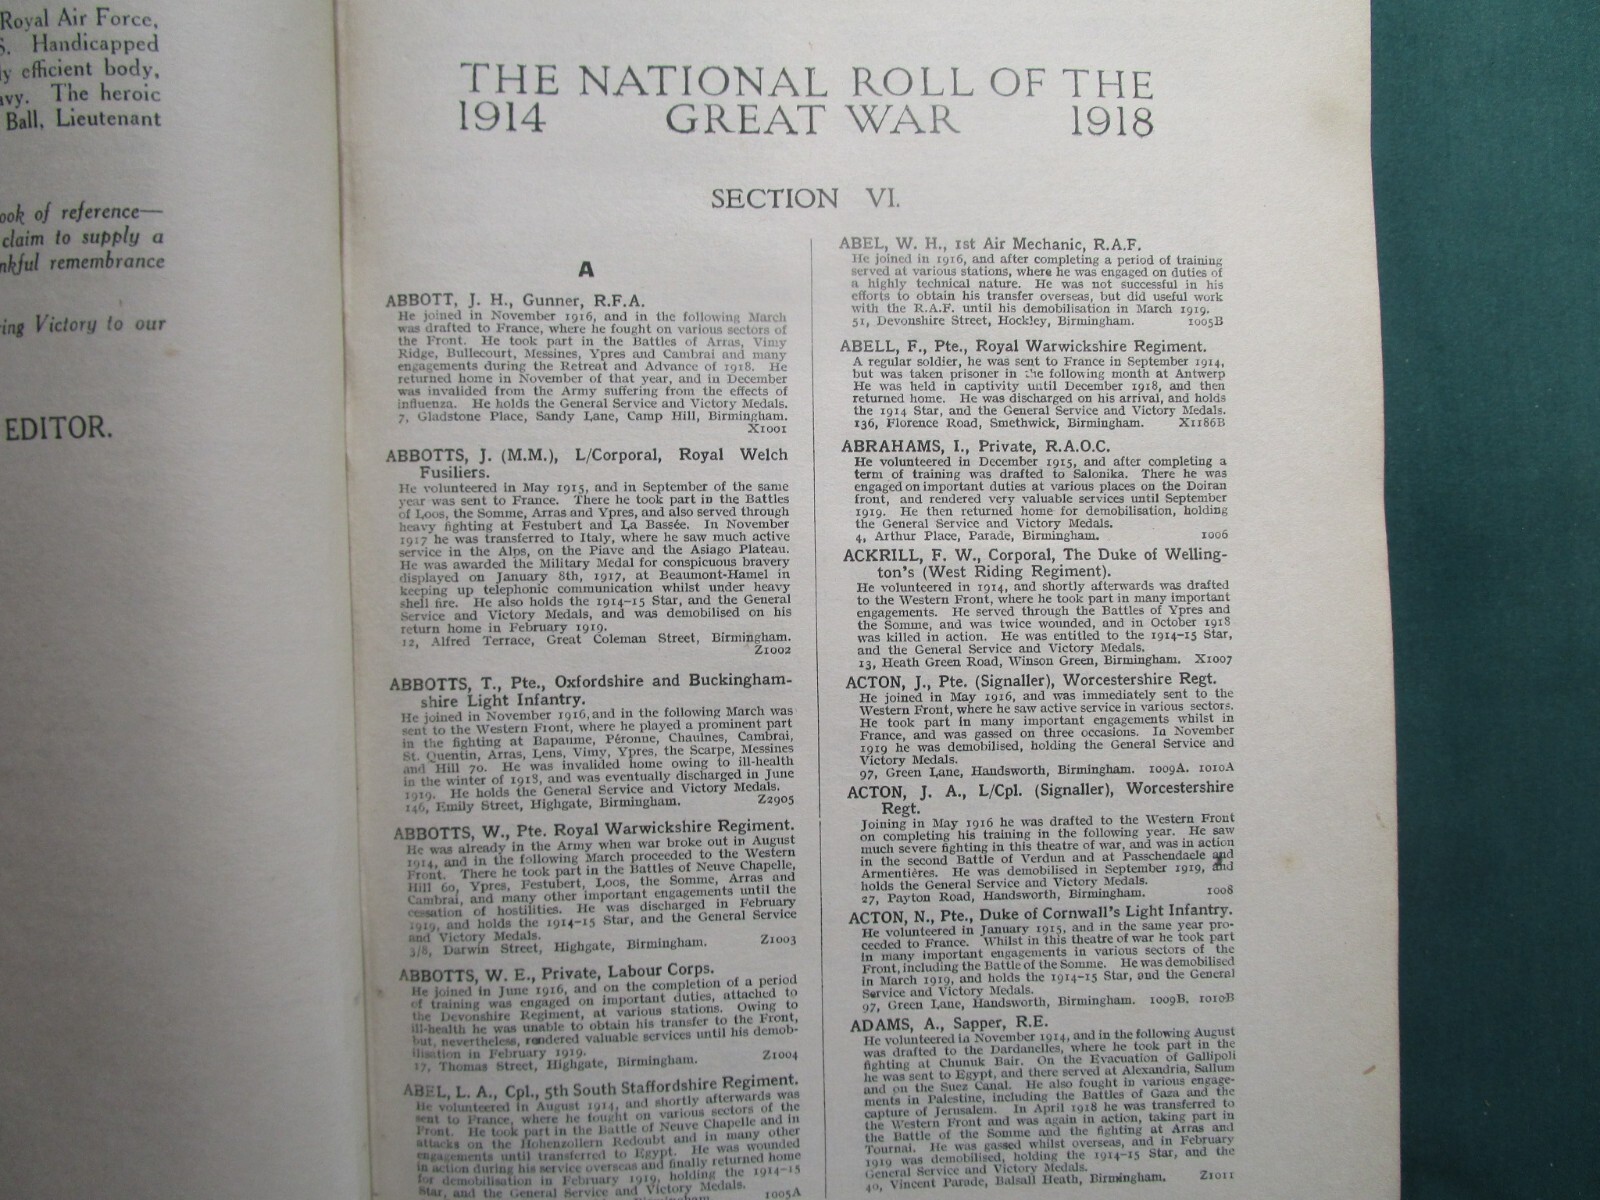 Royal Air Force,
S. Handicapped
ly efficient body,
avy. The heroic
Ball, Lieutenant
ook of reference—
claim to supply a
nkful remembrance
ing Victory to our
EDITOR.
THE NATIONAL ROLL OF THE
1914 GREAT WAR 1918
SECTION VI.
A
ABBOTT, J. H., Gunner, R.F.A.
He joined in November 1916, and in the following March
was drafted to France, where he fought on various sectors of
the Front. He took part in the Battles of Arras, Vimy
Ridge, Bullecourt, Messines, Ypres and Cambrai and many
engagements during the Retreat and Advance of 1918. He
returned home in November of that year, and in December
was invalided from the Army suffering from the effects of
influenza. He holds the General Service and Victory Medals.
7, Gladstone Place, Sandy Lane, Camp Hill, Birmingham.
X1001
ABBOTTS, J. (M.M.), L/Corporal, Royal Welch
Fusiliers.
He volunteered in May 1915, and in September of the same
year was sent to France. There he took part in the Battles
of Loos, the Somme, Arras and Ypres, and also served through
heavy fighting at Festubert and La Bassée. In November
1917 he was transferred to Italy, where he saw much active
service in the Alps, on the Piave and the Asiago Plateau.
He was awarded the Military Medal for conspicuous bravery
displayed on January 8th, 1917, at Beaumont-Hamel in
keeping up telephonic communication whilst under heavy
shell fire. He also holds the 1914-15 Star, and the General
Service and Victory Medals, and was demobilised on his
return home in February 1919.
12, Alfred Terrace, Great Coleman Street, Birmingham.
Z1002
ABBOTTS, T., Pte., Oxfordshire and Buckingham-
shire Light Infantry.
He joined in November 1916, and in the following March was
sent to the Western Front, where he played a prominent part
in the fighting at Bapaume, Péronne, Chaulnes, Cambrai,
St. Quentin, Arras, Lens, Vimy, Ypres, the Scarpe, Messines
and Hill 70. He was invalided home owing to ill-health
in the winter of 1918, and was eventually discharged in June
1919. He holds the General Service and Victory Medals.
146, Emily Street, Highgate, Birmingham. Z2905
ABBOTTS, W., Pte. Royal Warwickshire Regiment.
He was already in the Army when war broke out in August
1914, and in the following March proceeded to the Western
Front. There he took part in the Battles of Neuve Chapelle,
Hill 60, Ypres, Festubert, Loos, the Somme, Arras and
Cambrai, and many other important engagements until the
cessation of hostilities. He was discharged in February
1919, and holds the 1914-15 Star, and the General Service
and Victory Medals.
3/8, Darwin Street, Highgate, Birmingham. Z1003
ABBOTTS, W. E., Private, Labour Corps.
He joined in June 1916, and on the completion of a period
of training was engaged on important duties, attached to
the Devonshire Regiment, at various stations. Owing to
ill-health he was unable to obtain his transfer to the Front,
but, nevertheless, rendered valuable services until his demob-
ilisation in February 1919.
17, Thomas Street, Highgate, Birmingham. Z1004
ABEL, L. A., Cpl., 5th South Staffordshire Regiment.
He volunteered in August 1914, and shortly afterwards was
sent to France, where he fought on various sectors of the
Front. He took part in the Battle of Neuve Chapelle and in
attacks on the Hohenzollern Redoubt and in many other
engagements until transferred to Egypt. He was wounded
in action during his service overseas and finally returned home
for demobilisation in February 1919, holding the 1914-15
Star, and the General Service and Victory Medals.
1005A
ABEL, W. H., 1st Air Mechanic, R.A.F.
He joined in 1916, and after completing a period of training
served at various stations, where he was engaged on duties of
a highly technical nature. He was not successful in his
efforts to obtain his transfer overseas, but did useful work
with the R.A.F. until his demobilisation in March 1919.
51, Devonshire Street, Hockley, Birmingham. 1005B
ABELL, F., Pte., Royal Warwickshire Regiment.
A regular soldier, he was sent to France in September 1914,
but was taken prisoner in the following month at Antwerp
He was held in captivity until December 1918, and then
returned home. He was discharged on his arrival, and holds
the 1914 Star, and the General Service and Victory Medals.
136, Florence Road, Smethwick, Birmingham. X1186B
ABRAHAMS, I., Private, R.A.O.C.
He volunteered in December 1915, and after completing a
term of training was drafted to Salonika. There he was
engaged on important duties at various places on the Doiran
front, and rendered very valuable services until September
1919. He then returned home for demobilisation, holding
the General Service and Victory Medals.
4, Arthur Place, Parade, Birmingham. 1006
ACKRILL, F. W., Corporal, The Duke of Welling-
ton's (West Riding Regiment).
He volunteered in 1914, and shortly afterwards was drafted
to the Western Front, where he took part in many important
engagements. He served through the Battles of Ypres and
the Somme, and was twice wounded, and in October 1918
was killed in action. He was entitled to the 1914-15 Star,
and the General Service and Victory Medals.
13, Heath Green Road, Winson Green, Birmingham. X1007
ACTON, J., Pte. (Signaller), Worcestershire Regt.
He joined in May 1916, and was immediately sent to the
Western Front, where he saw active service in various sectors.
He took part in many important engagements whilst in
France, and was gassed on three occasions. In November
1919 he was demobilised, holding the General Service and
Victory Medals.
97, Green Lane, Handsworth, Birmingham. 1009A. 1010A
ACTON, J. A., L/Cpl. (Signaller), Worcestershire
Regt.
Joining in May 1916 he was drafted to the Western Front
on completing his training in the following year. He saw
much severe fighting in this theatre of war, and was in action
in the second Battle of Verdun and at Passchendaele and
Armentières. He was demobilised in September 1919, and
holds the General Service and Victory Medals.
27, Payton Road, Handsworth, Birmingham. 1008
ACTON, N., Pte., Duke of Cornwall's Light Infantry.
He volunteered in January 1915, and in the same year pro-
ceeded to France. Whilst in this theatre of war he took part
in many important engagements in various sectors of the
Front, including the Battle of the Somme. He was demobilised
in March 1919, and holds the 1914-15 Star, and the General
Service and Victory Medals.
97, Green Lane, Handsworth, Birmingham. 1009B. 1010B
ADAMS, A., Sapper, R.E.
He volunteered in November 1914, and in the following August
was drafted to the Dardanelles, where he took part in the
fighting at Chunuk Bair. On the Evacuation of Gallipoli
he was sent to Egypt, and there served at Alexandria, Sallum
and on the Suez Canal. He also fought in various engage-
ments in Palestine, including the Battles of Gaza and the
capture of Jerusalem. In April 1918 he was transferred to
the Western Front and was again in action, taking part in
the Battle of the Somme and the fighting at Arras and
Tournai. He was gassed whilst overseas, and in February
1919 was demobilised, holding the 1914-15 Star, and the
General Service and Victory Medals.
40, Vincent Parade, Balsall Heath, Birmingham. Z1011